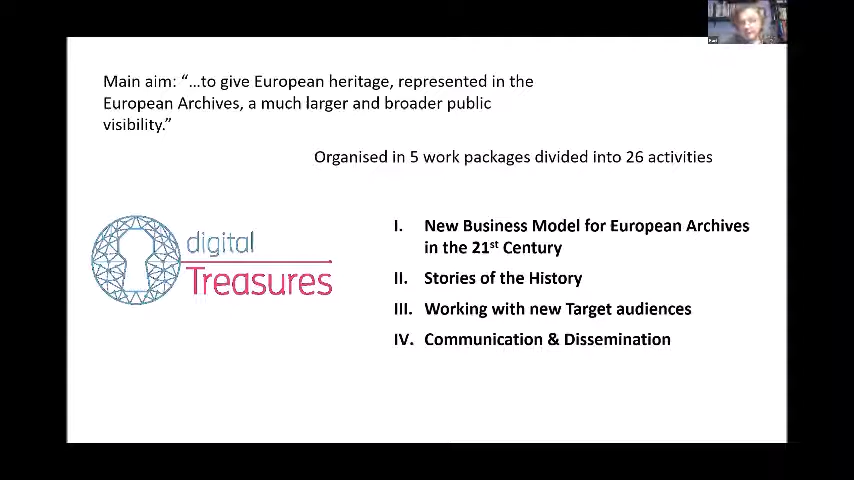 Main aim: “…to give European heritage, represented in the
European Archives, a much larger and broader public
visibility.”
Organised in 5 work packages divided into 26 activities
digital
Treasures
I. New Business Model for European Archives
in the 21st Century
II. Stories of the History
III. Working with new Target audiences
IV. Communication & Dissemination